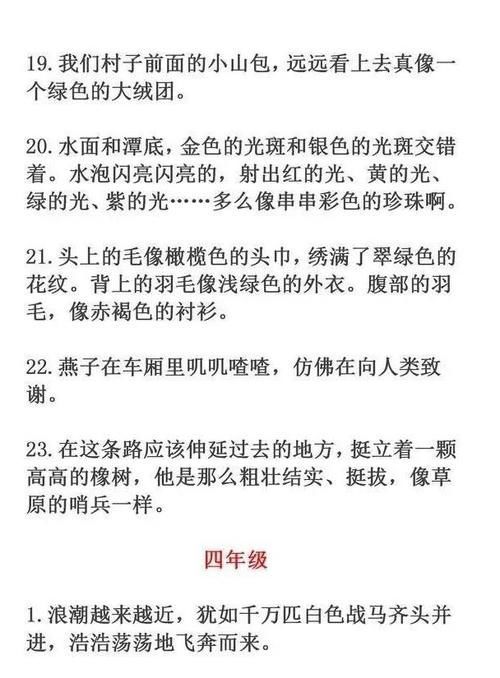 19. 我们村子前面的小山包，远远看上去真像一
个绿色的大绒团。
20. 水面和潭底，金色的光斑和银色的光斑交错
着。水泡闪亮闪亮的，射出红的光、黄的光、
绿的光、紫的光……多么像串串彩色的珍珠啊。
21. 头上的毛像橄榄色的头巾，绣满了翠绿色的
花纹。背上的羽毛像浅绿色的外衣。腹部的羽
毛，像赤褐色的衬衫。
22. 燕子在车厢里叽叽喳喳，仿佛在向人类致
谢。
23. 在这条路应该伸延过去的地方，挺立着一颗
高高的橡树，他是那么粗壮结实、挺拔，像草
原的哨兵一样。
四年级
1. 浪潮越来越近，犹如千万匹白色战马齐头并
进，浩浩荡荡地飞奔而来。